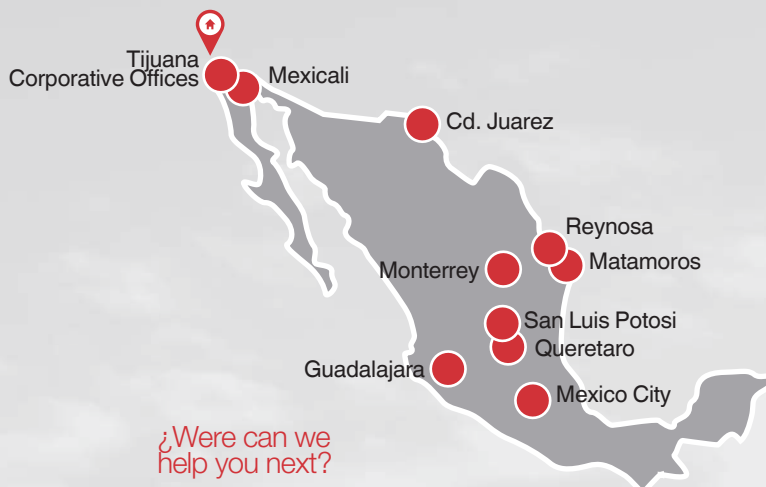 Tijuana
Corporative Offices
Mexicali
Cd. Juarez
Reynosa
Matamoros
Monterrey
San Luis Potosi
Queretaro
Guadalajara
Mexico City
¿Were can we
help you next?